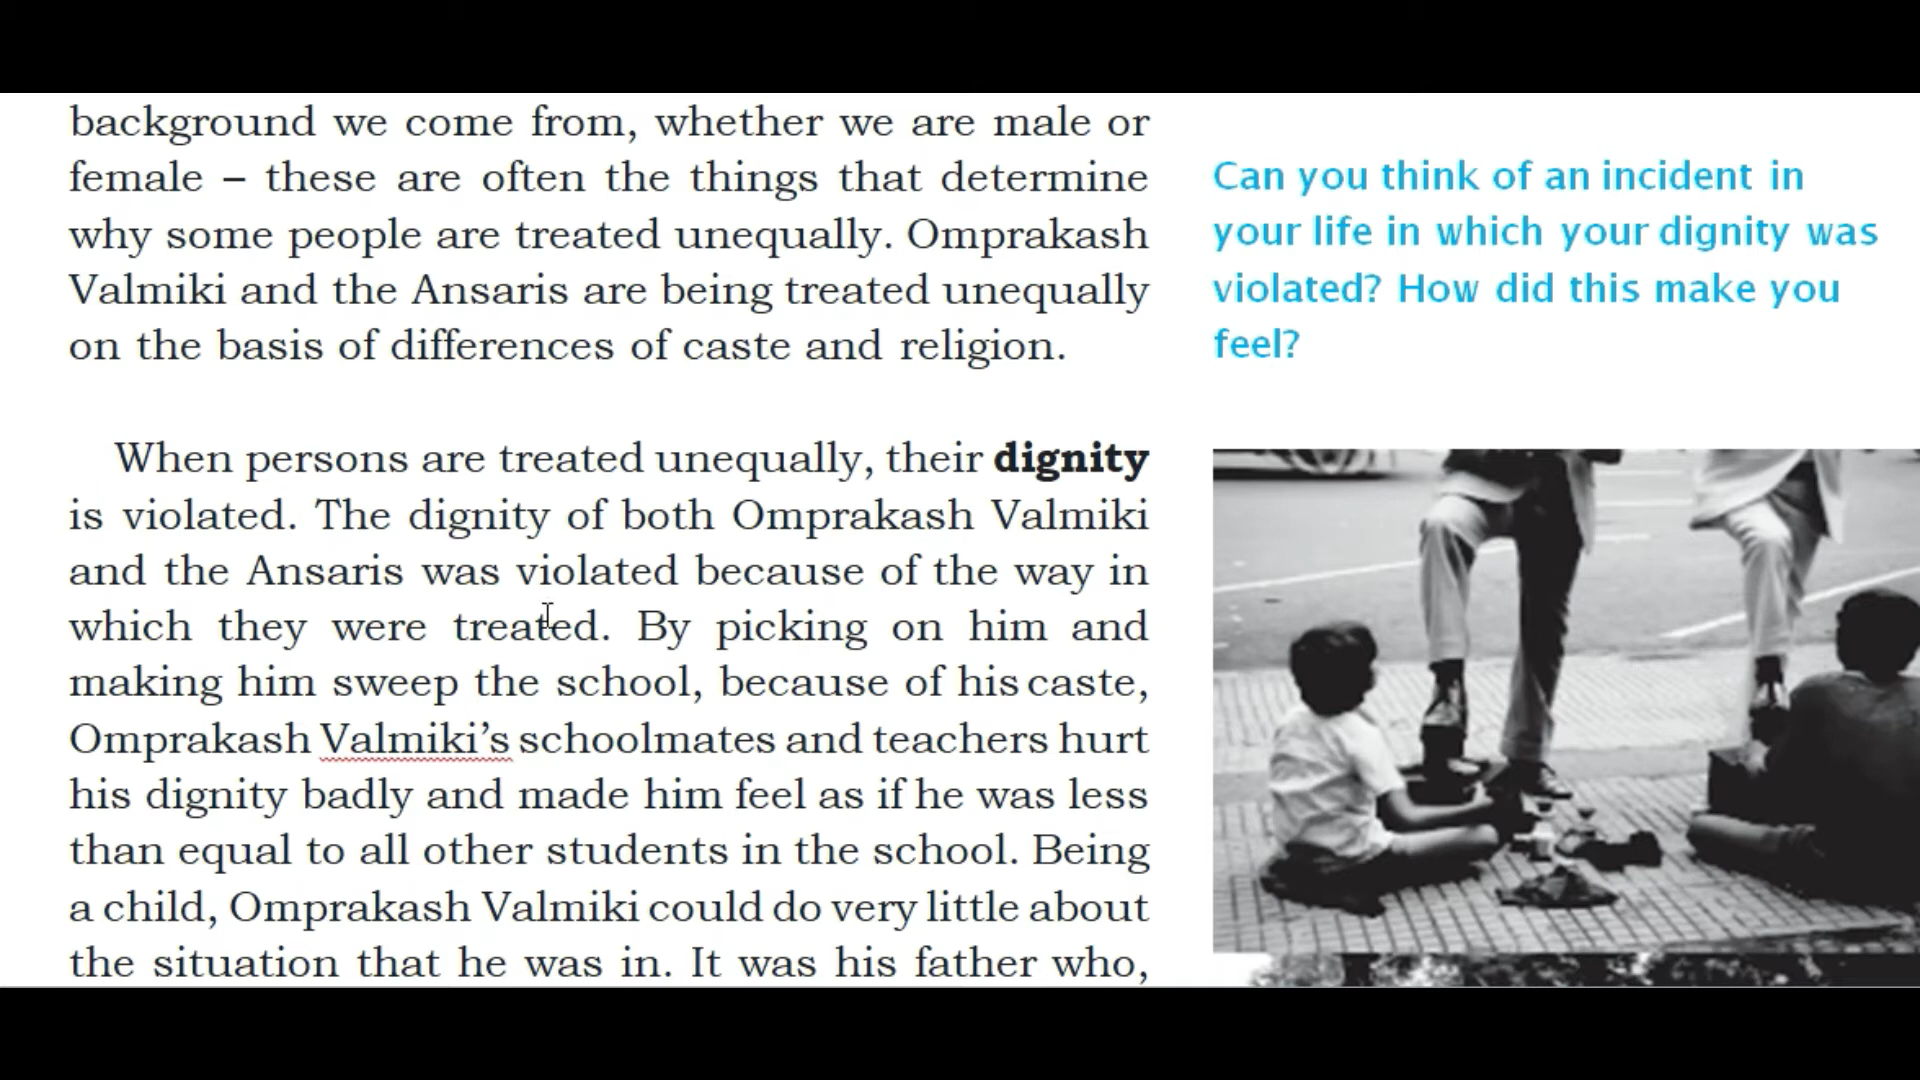 background we come from, whether we are male or
female – these are often the things that determine
why some people are treated unequally. Omprakash
Valmiki and the Ansaris are being treated unequally
on the basis of differences of caste and religion.
When persons are treated unequally, their dignity
is violated. The dignity of both Omprakash Valmiki
and the Ansaris was violated because of the way in
which they were treated. By picking on him and
making him sweep the school, because of his caste,
Omprakash Valmiki’s schoolmates and teachers hurt
his dignity badly and made him feel as if he was less
than equal to all other students in the school. Being
a child, Omprakash Valmiki could do very little about
the situation that he was in. It was his father who,
Can you think of an incident in
your life in which your dignity was
violated? How did this make you
feel?